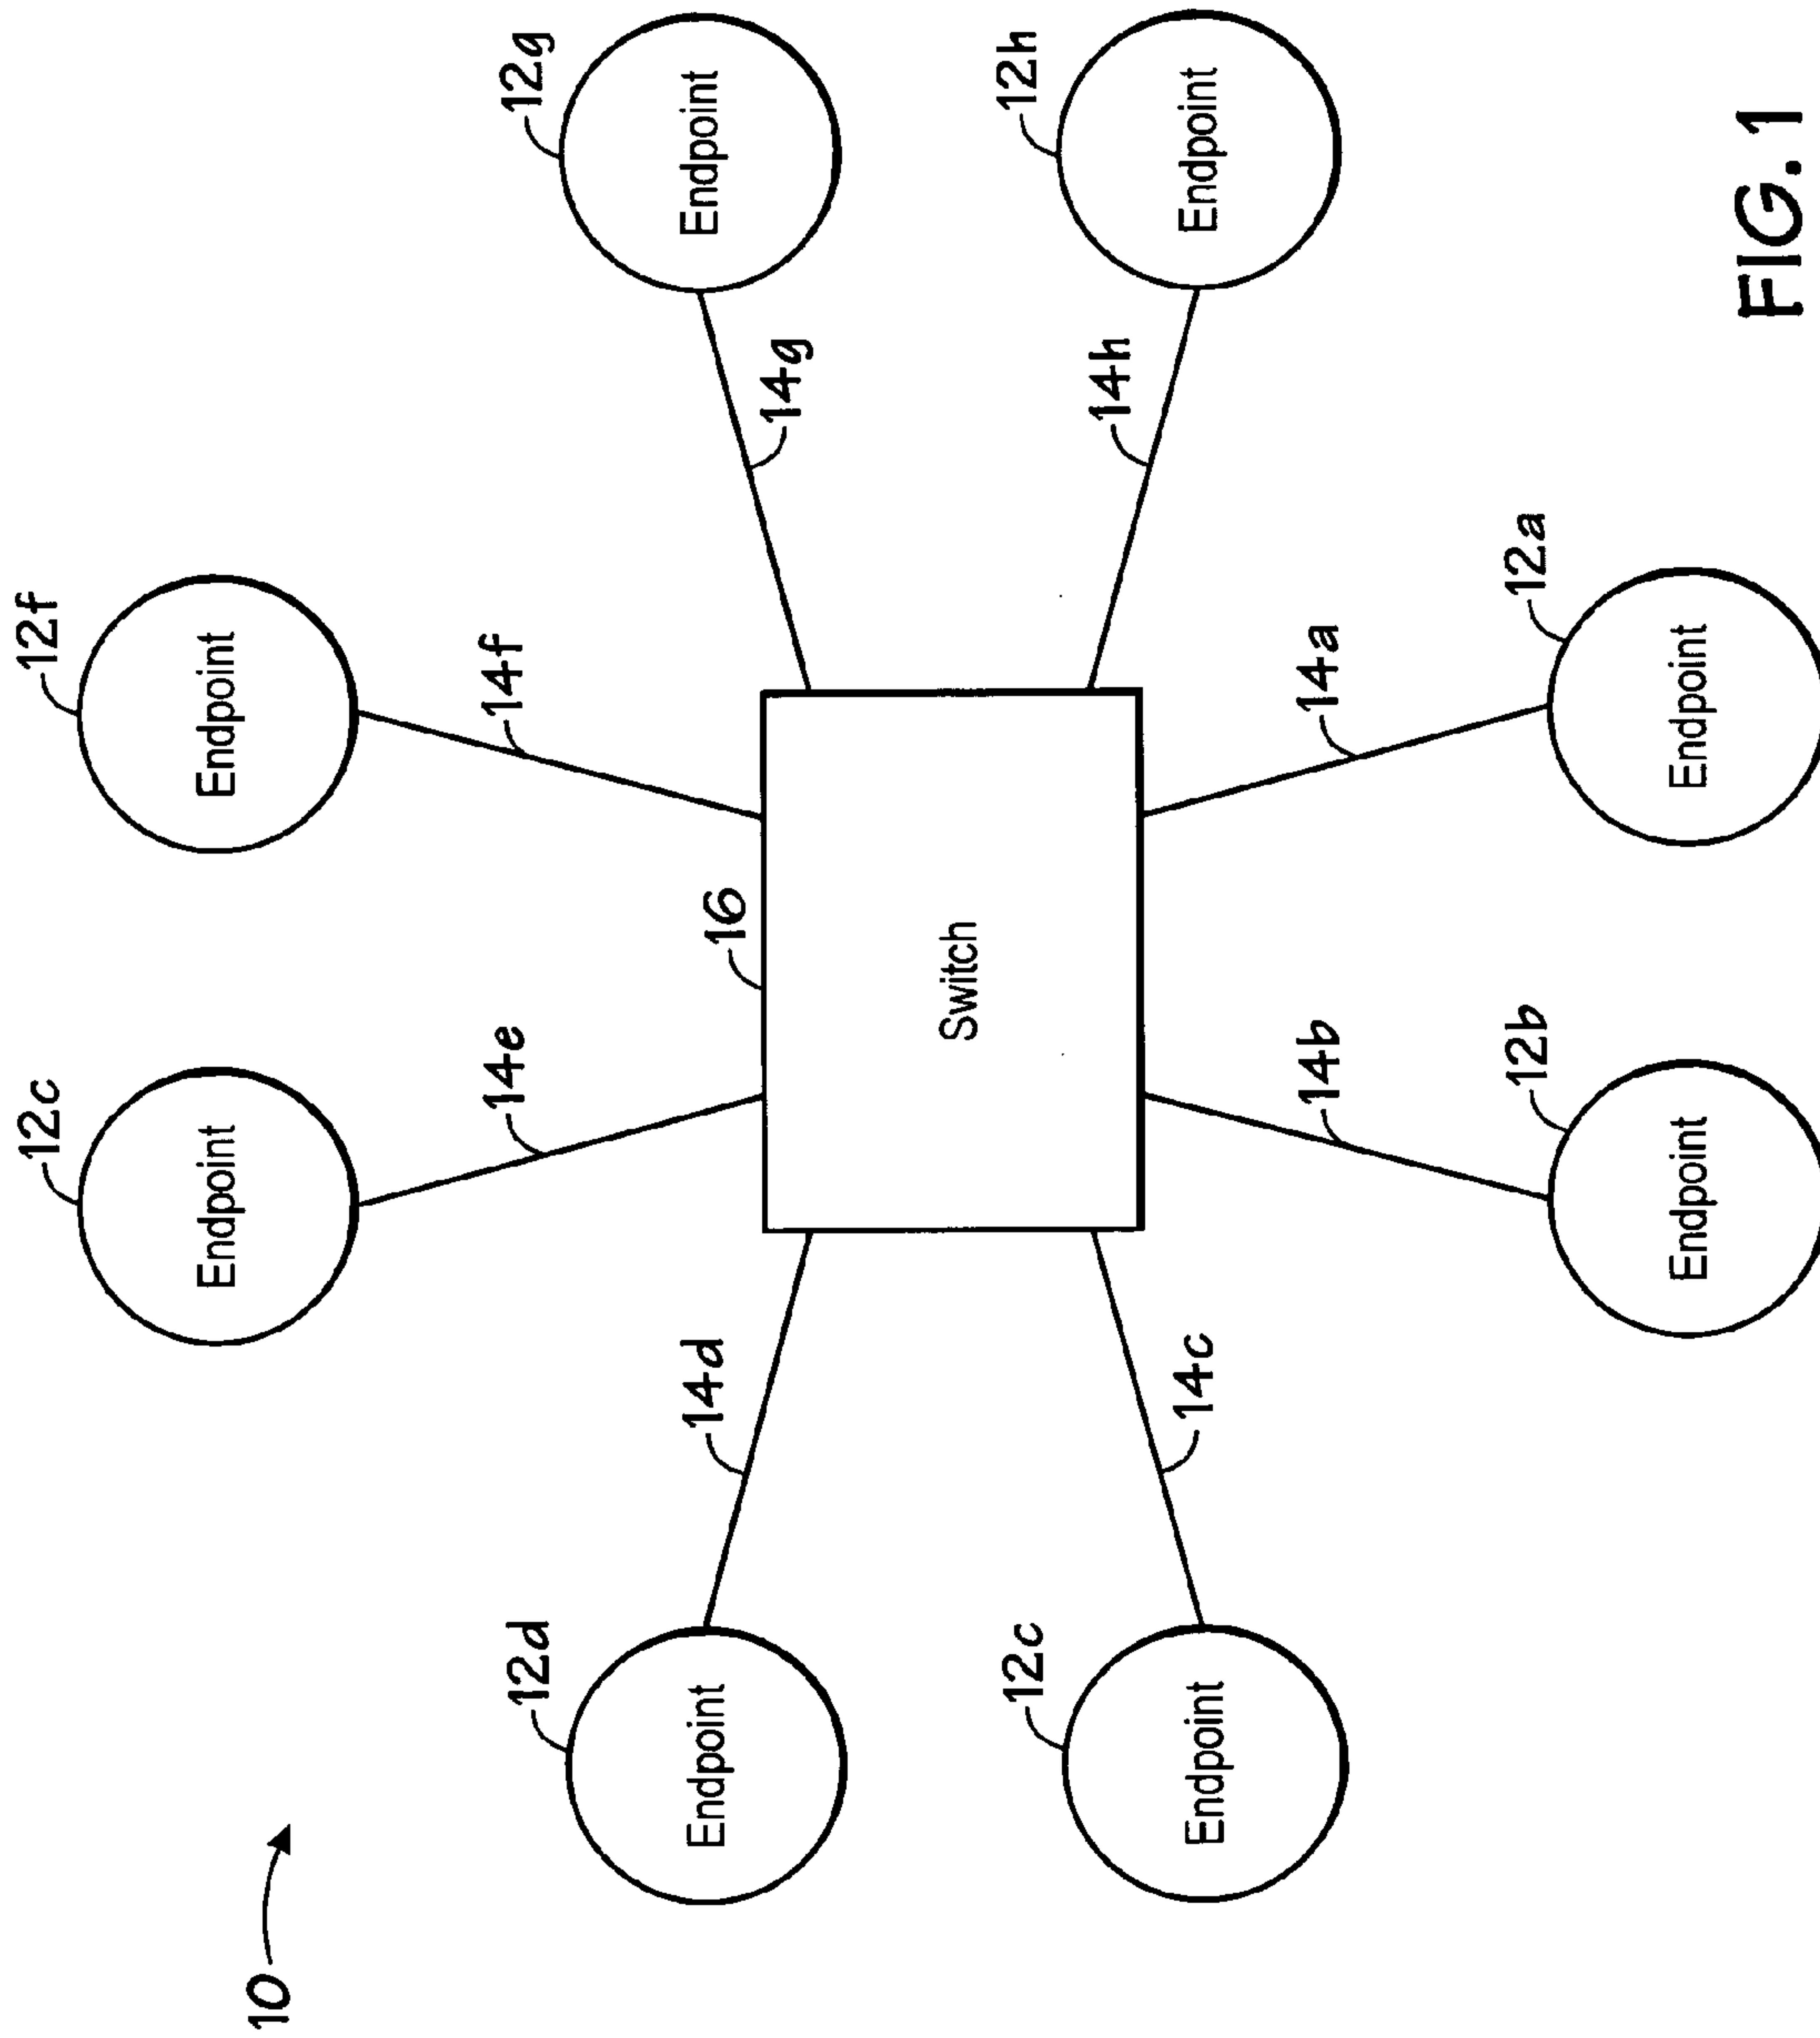 12c
12f
Endpoint
Endpoint
10
14e
14f
12d
12g
Endpoint
14d
16
Endpoint
14g
Switch
12c
12h
14h
Endpoint
14c
Endpoint
14b
14a
12b
12a
Endpoint
Endpoint
FIG. 1